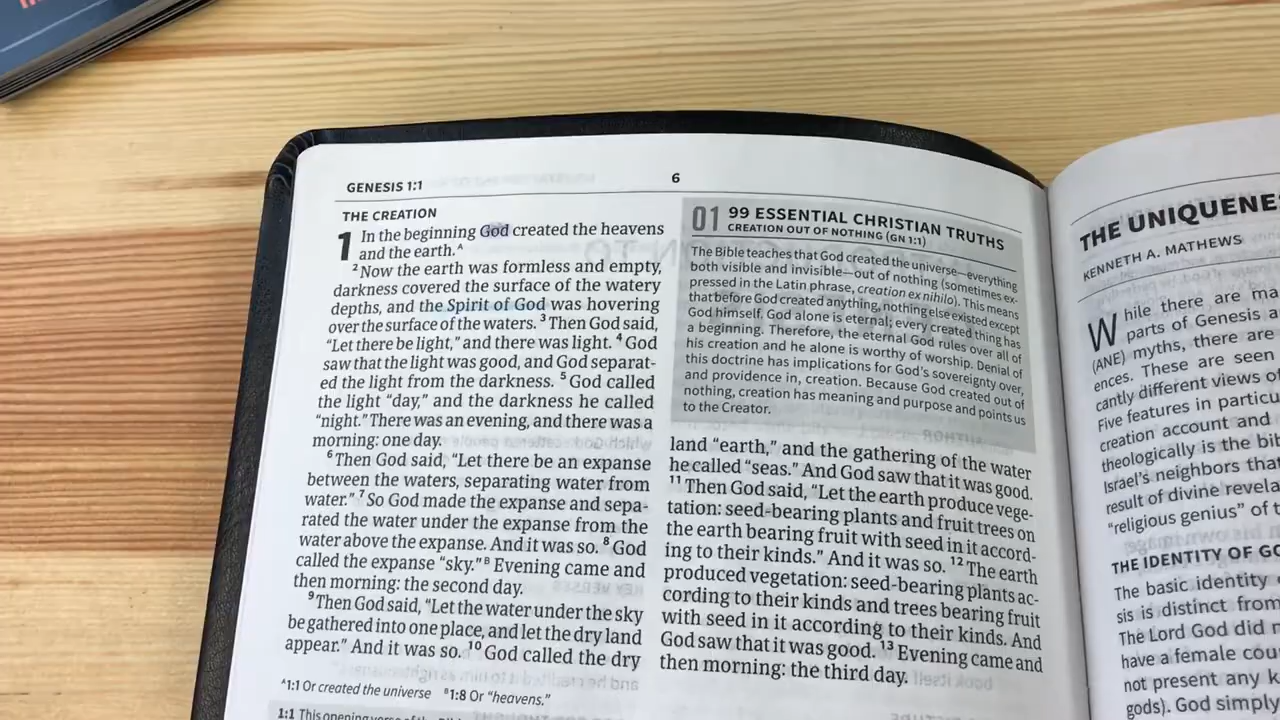 GENESIS 1:1
6
THE CREATION
1 In the beginning God created the heavens
and the earth.ᴬ
²Now the earth was formless and empty,
darkness covered the surface of the watery
depths, and the Spirit of God was hovering
over the surface of the waters. ³ Then God said,
“Let there be light,” and there was light. ⁴ God
saw that the light was good, and God separat-
ed the light from the darkness. ⁵ God called
the light “day,” and the darkness he called
“night.” There was an evening, and there was a
morning: one day.
⁶Then God said, “Let there be an expanse
between the waters, separating water from
water.” ⁷ So God made the expanse and sepa-
rated the water under the expanse from the
water above the expanse. And it was so. ⁸ God
called the expanse “sky.”ᴮ Evening came and
then morning: the second day.
⁹Then God said, “Let the water under the sky
be gathered into one place, and let the dry land
appear.” And it was so. ¹⁰ God called the dry
ᴬ1:1 Or created the universe ᴮ1:8 Or “heavens.”
1:1 This opening verse of the
01 99 ESSENTIAL CHRISTIAN TRUTHS
CREATION OUT OF NOTHING (GN 1:1)
The Bible teaches that God created the universe—everything
both visible and invisible—out of nothing (sometimes ex-
pressed in the Latin phrase, creation ex nihilo). This means
that before God created anything, nothing else existed except
God himself. God alone is eternal; every created thing has
a beginning. Therefore, the eternal God rules over all of
his creation and he alone is worthy of worship. Denial of
this doctrine has implications for God’s sovereignty over,
and providence in, creation. Because God created out of
nothing, creation has meaning and purpose and points us
to the Creator.
land “earth,” and the gathering of the water
he called “seas.” And God saw that it was good.
¹¹ Then God said, “Let the earth produce vege-
tation: seed-bearing plants and fruit trees on
the earth bearing fruit with seed in it accord-
ing to their kinds.” And it was so. ¹² The earth
produced vegetation: seed-bearing plants ac-
cording to their kinds and trees bearing fruit
with seed in it according to their kinds. And
God saw that it was good. ¹³ Evening came and
then morning: the third day.
THE UNIQUENE
KENNETH A. MATHEWS
While there are ma
parts of Genesis a
(ANE) myths, there are
ences. These are seen
cantly different views of
Five features in particu
creation account and
theologically is the bib
Israel’s neighbors that
result of divine revela
“religious genius” of t
THE IDENTITY OF GO
The basic identity
sis is distinct from
The Lord God did n
have a female cou
not present any k
gods). God simply